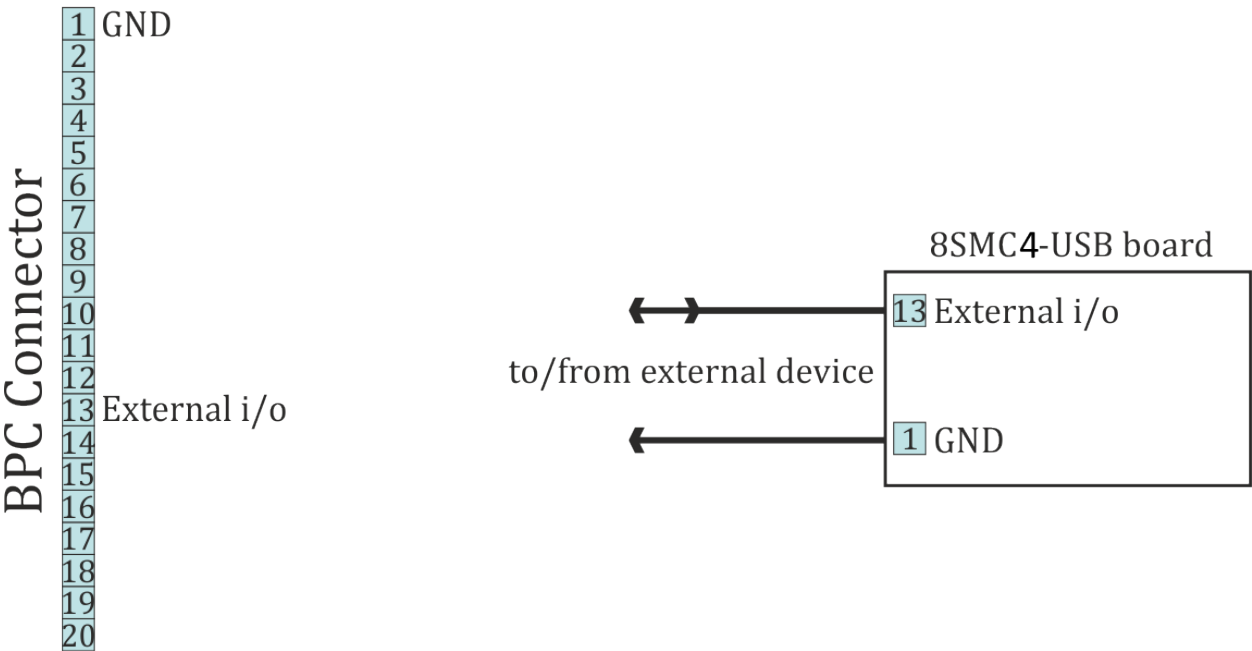 BPC Connector
1 GND
2
3
4
5
6
7
8
9
10
11
12
13 External i/o
14
15
16
17
18
19
20
8SMC4-USB board
13 External i/o
to/from external device
1 GND